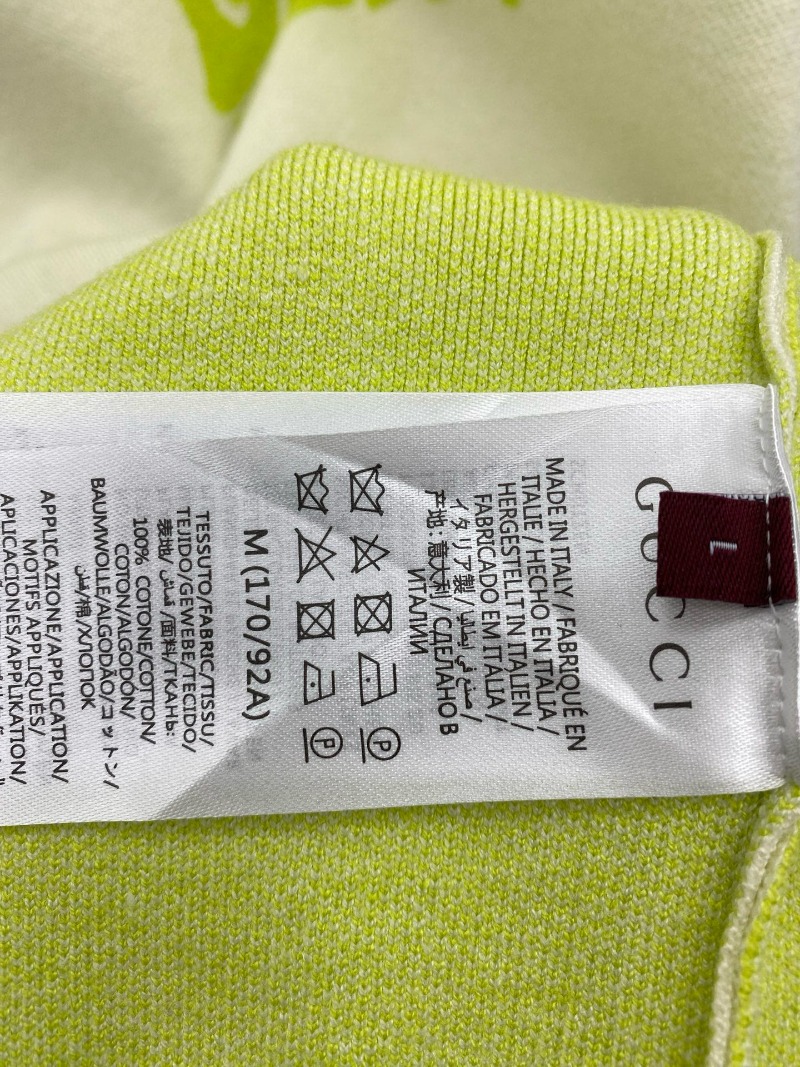 GUCCI
L
MADE IN ITALY / FABRIQUÉ EN
ITALIE / HECHO EN ITALIA /
HERGESTELLT IN ITALIEN /
FABRICADO EM ITALIA /
イタリア製 / صنع في إيطاليا /
产地: 意大利 / СДЕЛАНО В
ИТАЛИИ
P
P
M (170/92A)
TESSUTO/FABRIC/TISSU/
TEJIDO/GEWEBE/TECIDO/
表地/قماش/面料/ТКАНЬ:
100% COTONE/COTTON/
COTON/ALGODÓN/
BAUMWOLLE/ALGODÃO/コットン/
قطن/棉/ХЛОПОК
APPLICAZIONE/APPLICATION/
MOTIFS APPLIQUÉS/
APLICACIONES/APPLIKATION/